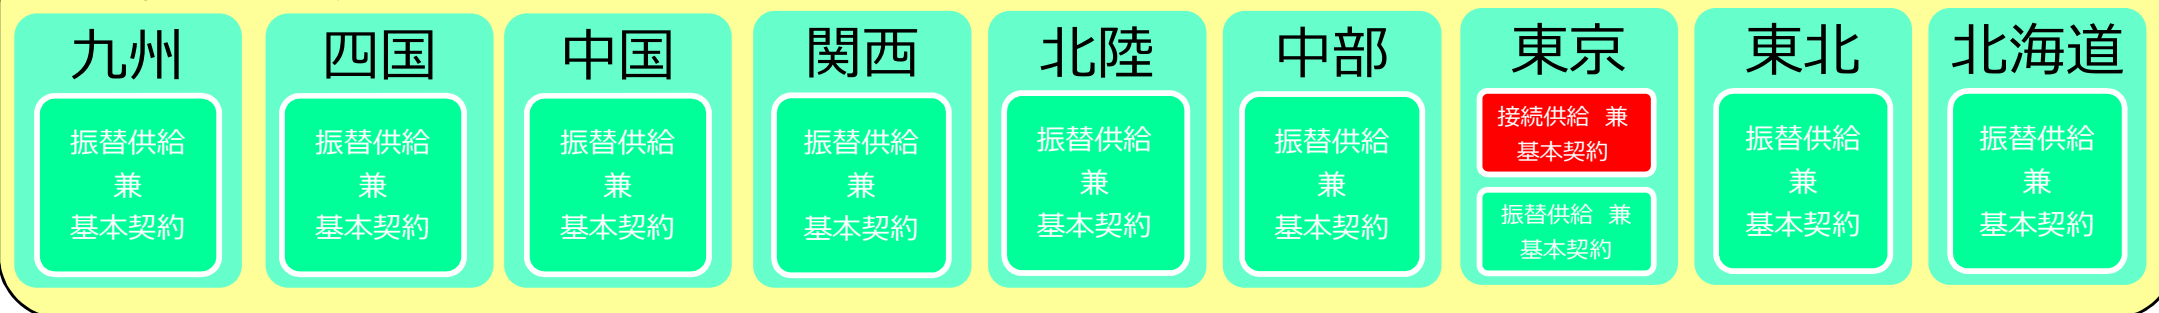 九州
振替供給
兼
基本契約
四国
振替供給
兼
基本契約
中国
振替供給
兼
基本契約
関西
振替供給
兼
基本契約
北陸
振替供給
兼
基本契約
中部
振替供給
兼
基本契約
東京
接続供給 兼
基本契約
振替供給 兼
基本契約
東北
振替供給
兼
基本契約
北海道
振替供給
兼
基本契約